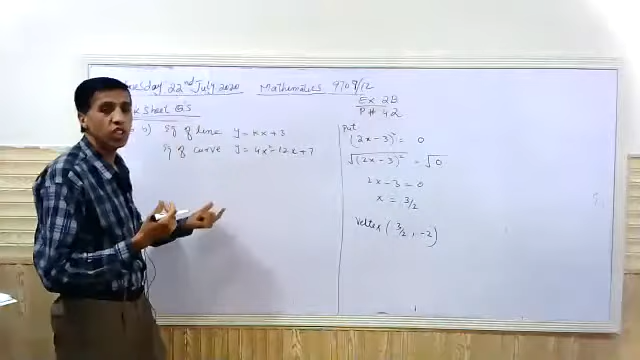 nesday 22nd July 2020 Mathematics 9709/12
Ex 2B
P# 42
k Sheet Q5
b) Eq of line y = kx + 3
Eq of curve y = 4x² - 12x + 7
Put
(2x - 3)² = 0
√(2x - 3)² = √0
2x - 3 = 0
x = 3/2
Vertex (3/2, -2)